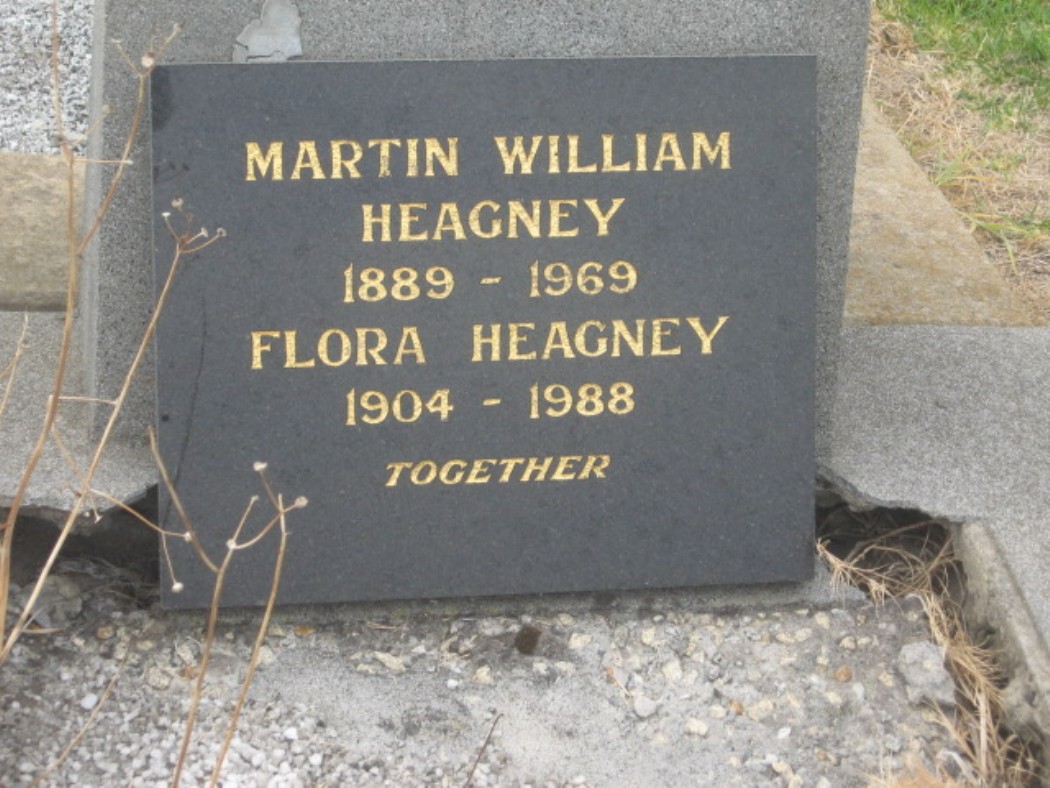 MARTIN WILLIAM
HEAGNEY
1889 - 1969
FLORA HEAGNEY
1904 - 1988
TOGETHER